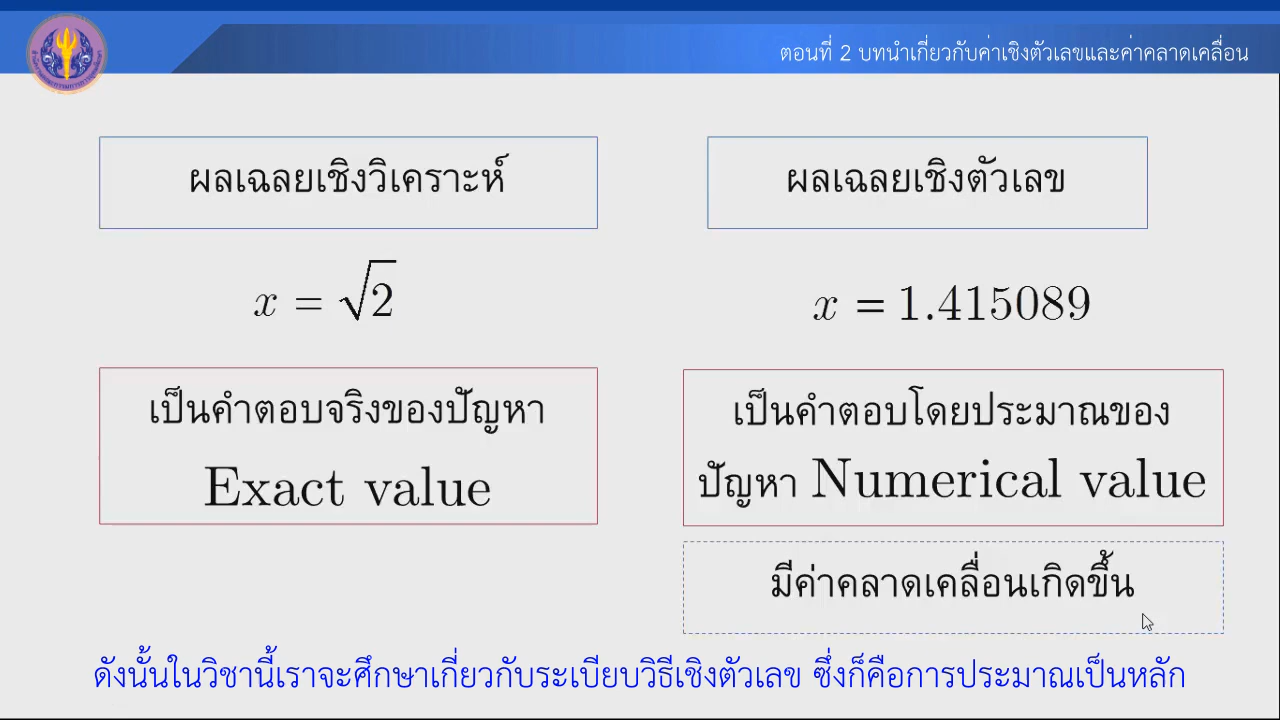 ตอนที่ 2 บทนำเกี่ยวกับค่าเชิงตัวเลขและค่าคลาดเคลื่อน
ผลเฉลยเชิงวิเคราะห์
ผลเฉลยเชิงตัวเลข
x = √2
x = 1.415089
เป็นคำตอบจริงของปัญหา
Exact value
เป็นคำตอบโดยประมาณของ
ปัญหา Numerical value
มีค่าคลาดเคลื่อนเกิดขึ้น
ดังนั้นในวิชานี้เราจะศึกษาเกี่ยวกับระเบียบวิธีเชิงตัวเลข ซึ่งก็คือการประมาณเป็นหลัก